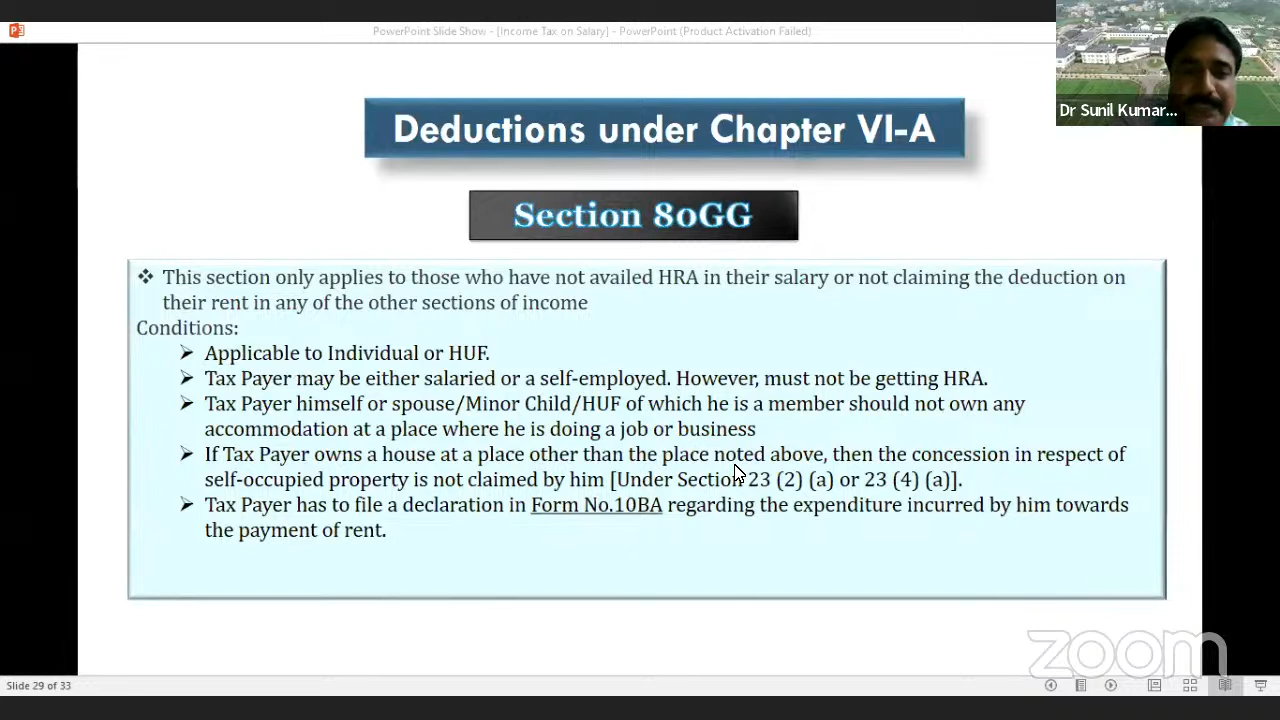 PowerPoint Slide Show - [Income Tax on Salary] - PowerPoint (Product Activation Failed)
Dr Sunil Kumar...
Deductions under Chapter VI-A
Section 80GG
❖ This section only applies to those who have not availed HRA in their salary or not claiming the deduction on
their rent in any of the other sections of income
Conditions:
➢ Applicable to Individual or HUF.
➢ Tax Payer may be either salaried or a self-employed. However, must not be getting HRA.
➢ Tax Payer himself or spouse/Minor Child/HUF of which he is a member should not own any
accommodation at a place where he is doing a job or business
➢ If Tax Payer owns a house at a place other than the place noted above, then the concession in respect of
self-occupied property is not claimed by him [Under Section 23 (2) (a) or 23 (4) (a)].
➢ Tax Payer has to file a declaration in Form No.10BA regarding the expenditure incurred by him towards
the payment of rent.
zoom
Slide 29 of 33